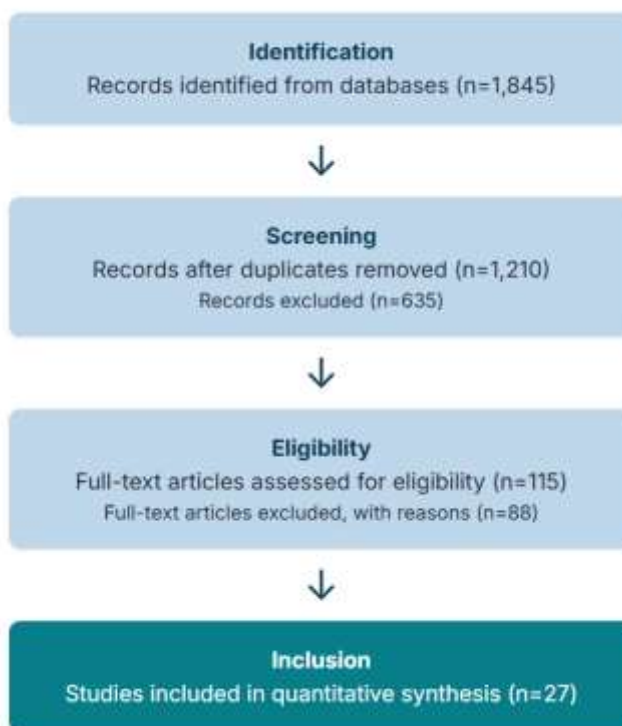 Identification
Records identified from databases (n=1,845)
Screening
Records after duplicates removed (n=1,210)
Records excluded (n=635)
Eligibility
Full-text articles assessed for eligibility (n=115)
Full-text articles excluded, with reasons (n=88)
Inclusion
Studies included in quantitative synthesis (n=27)